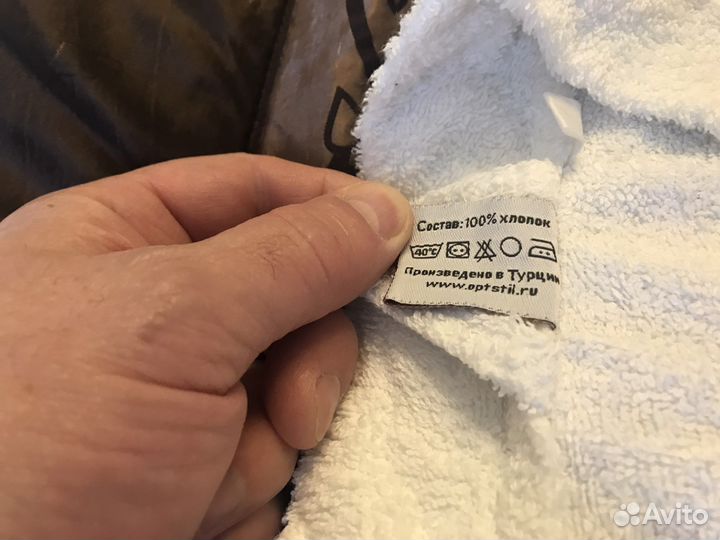 Состав: 100% хлопок
40°C
Произведено в Турции
www.optstil.ru
Avito